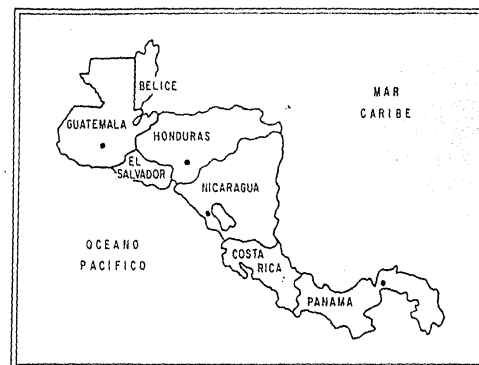 BELICE
MAR
CARIBE
GUATEMALA
HONDURAS
EL
SALVADOR
NICARAGUA
OCEANO
PACIFICO
COSTA
RICA
PANAMA